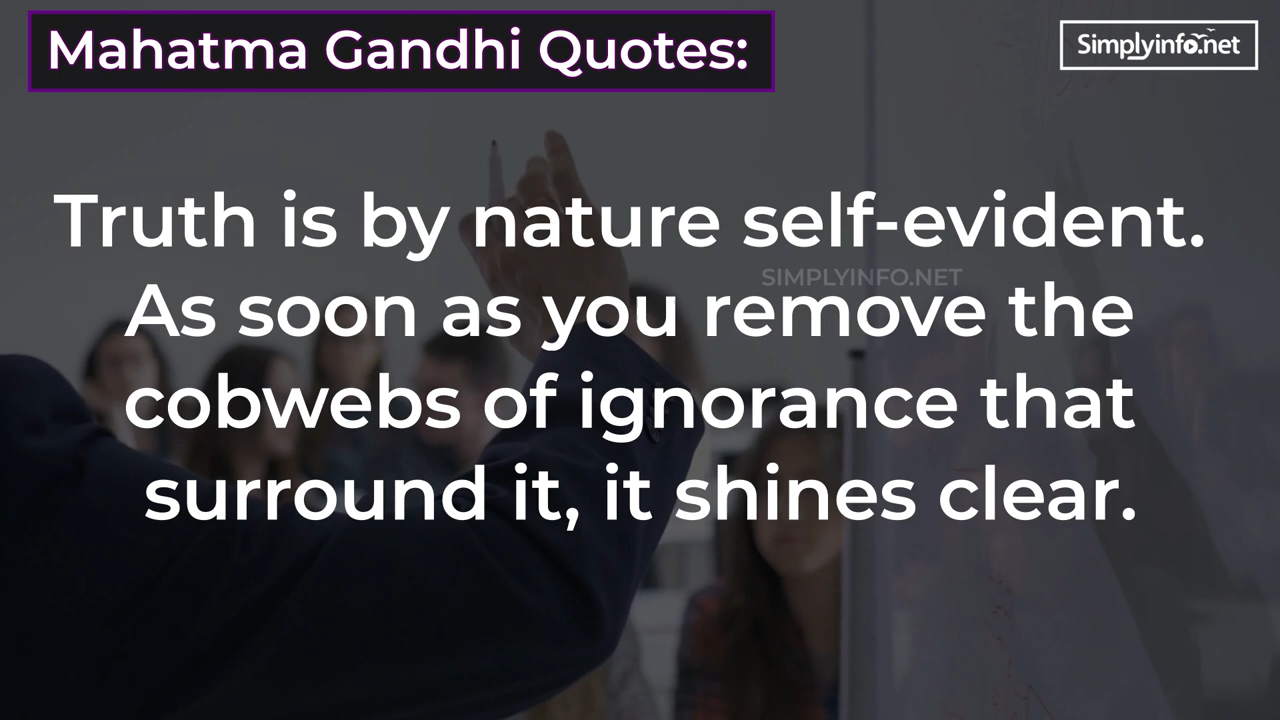 Mahatma Gandhi Quotes:
Simplyinfo.net
Truth is by nature self-evident.
SIMPLYINFO.NET
As soon as you remove the
cobwebs of ignorance that
surround it, it shines clear.